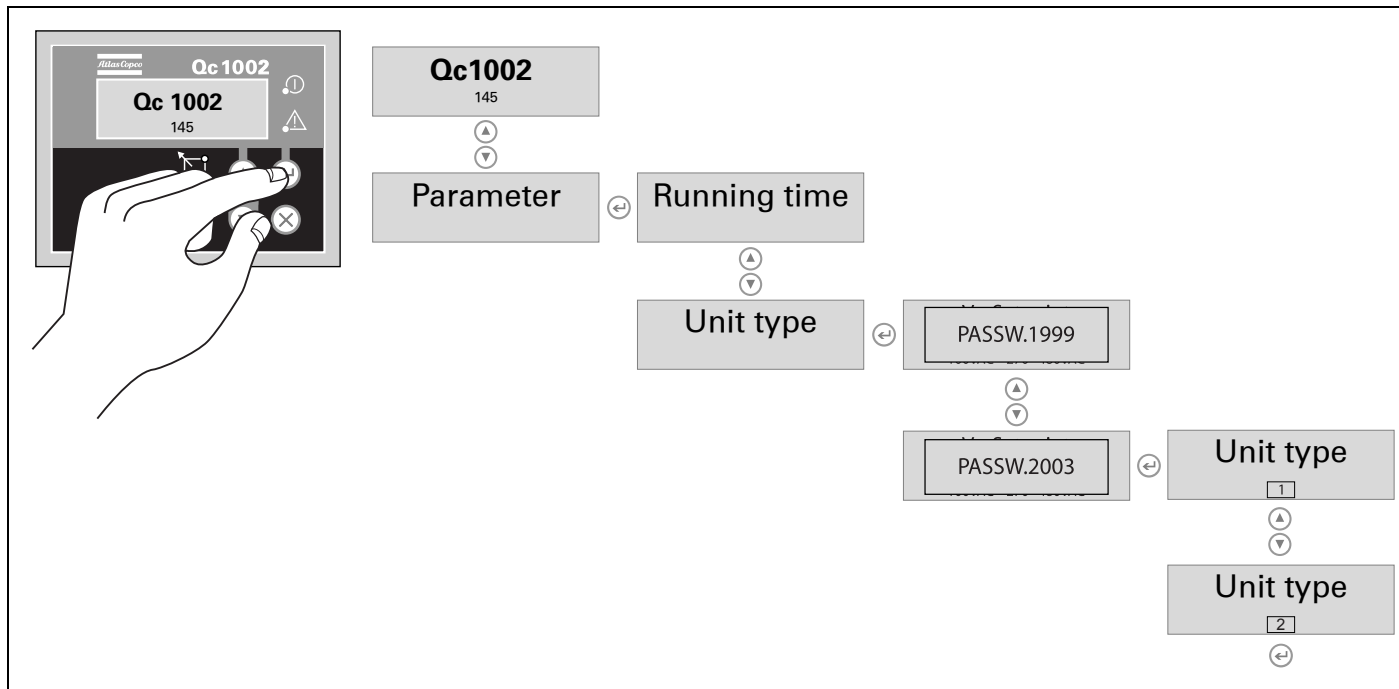 Atlas Copco
Qc1002
Qc 1002
145
Qc1002
145
Parameter
Running time
Unit type
PASSW.1999
PASSW.2003
Unit type
1
Unit type
2